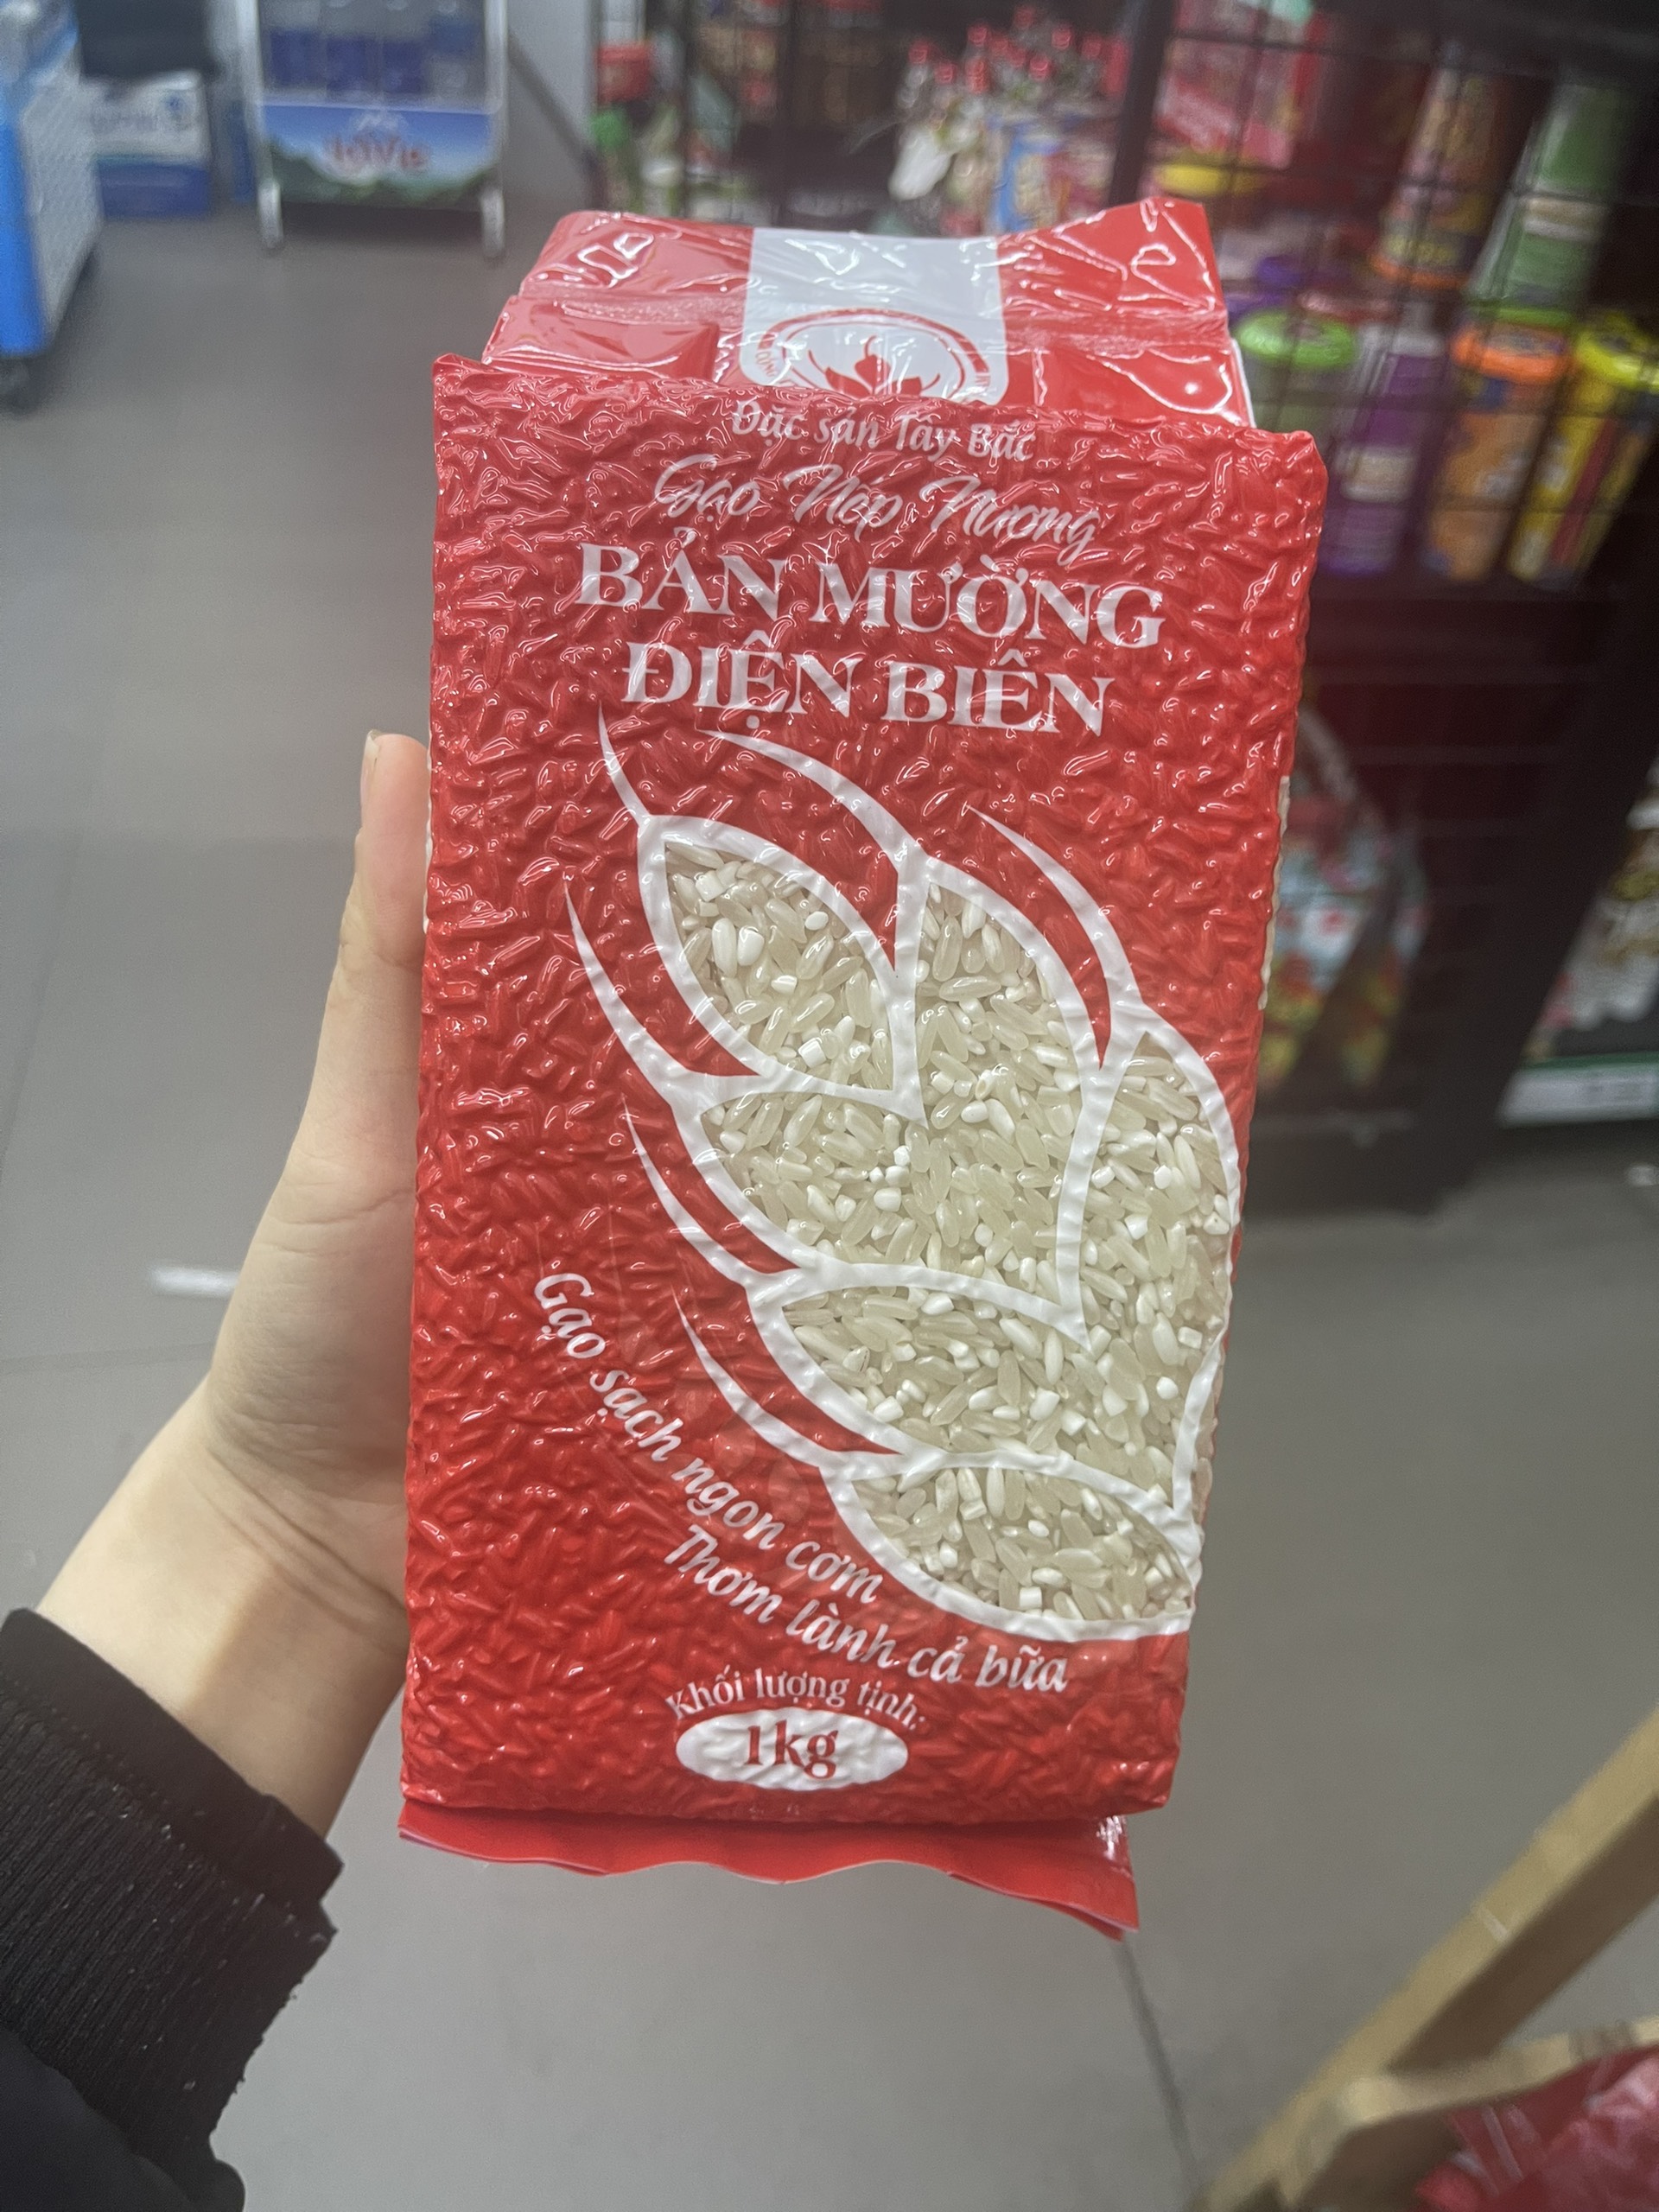 Đặc sản Tây Bắc
Gạo Nếp Nương
BẢN MƯỜNG
ĐIỆN BIÊN
Gạo sạch ngon cơm
Thơm lành cả bữa
Khối lượng tịnh:
1kg